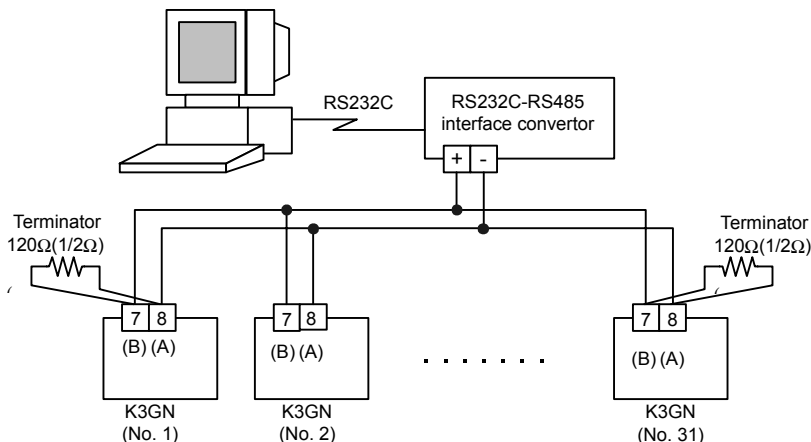 RS232C
RS232C-RS485
interface convertor
+ -
Terminator
120Ω(1/2Ω)
Terminator
120Ω(1/2Ω)
7 8
(B) (A)
K3GN
(No. 1)
7 8
(B) (A)
K3GN
(No. 2)
. . . . . . .
7 8
(B) (A)
K3GN
(No. 31)